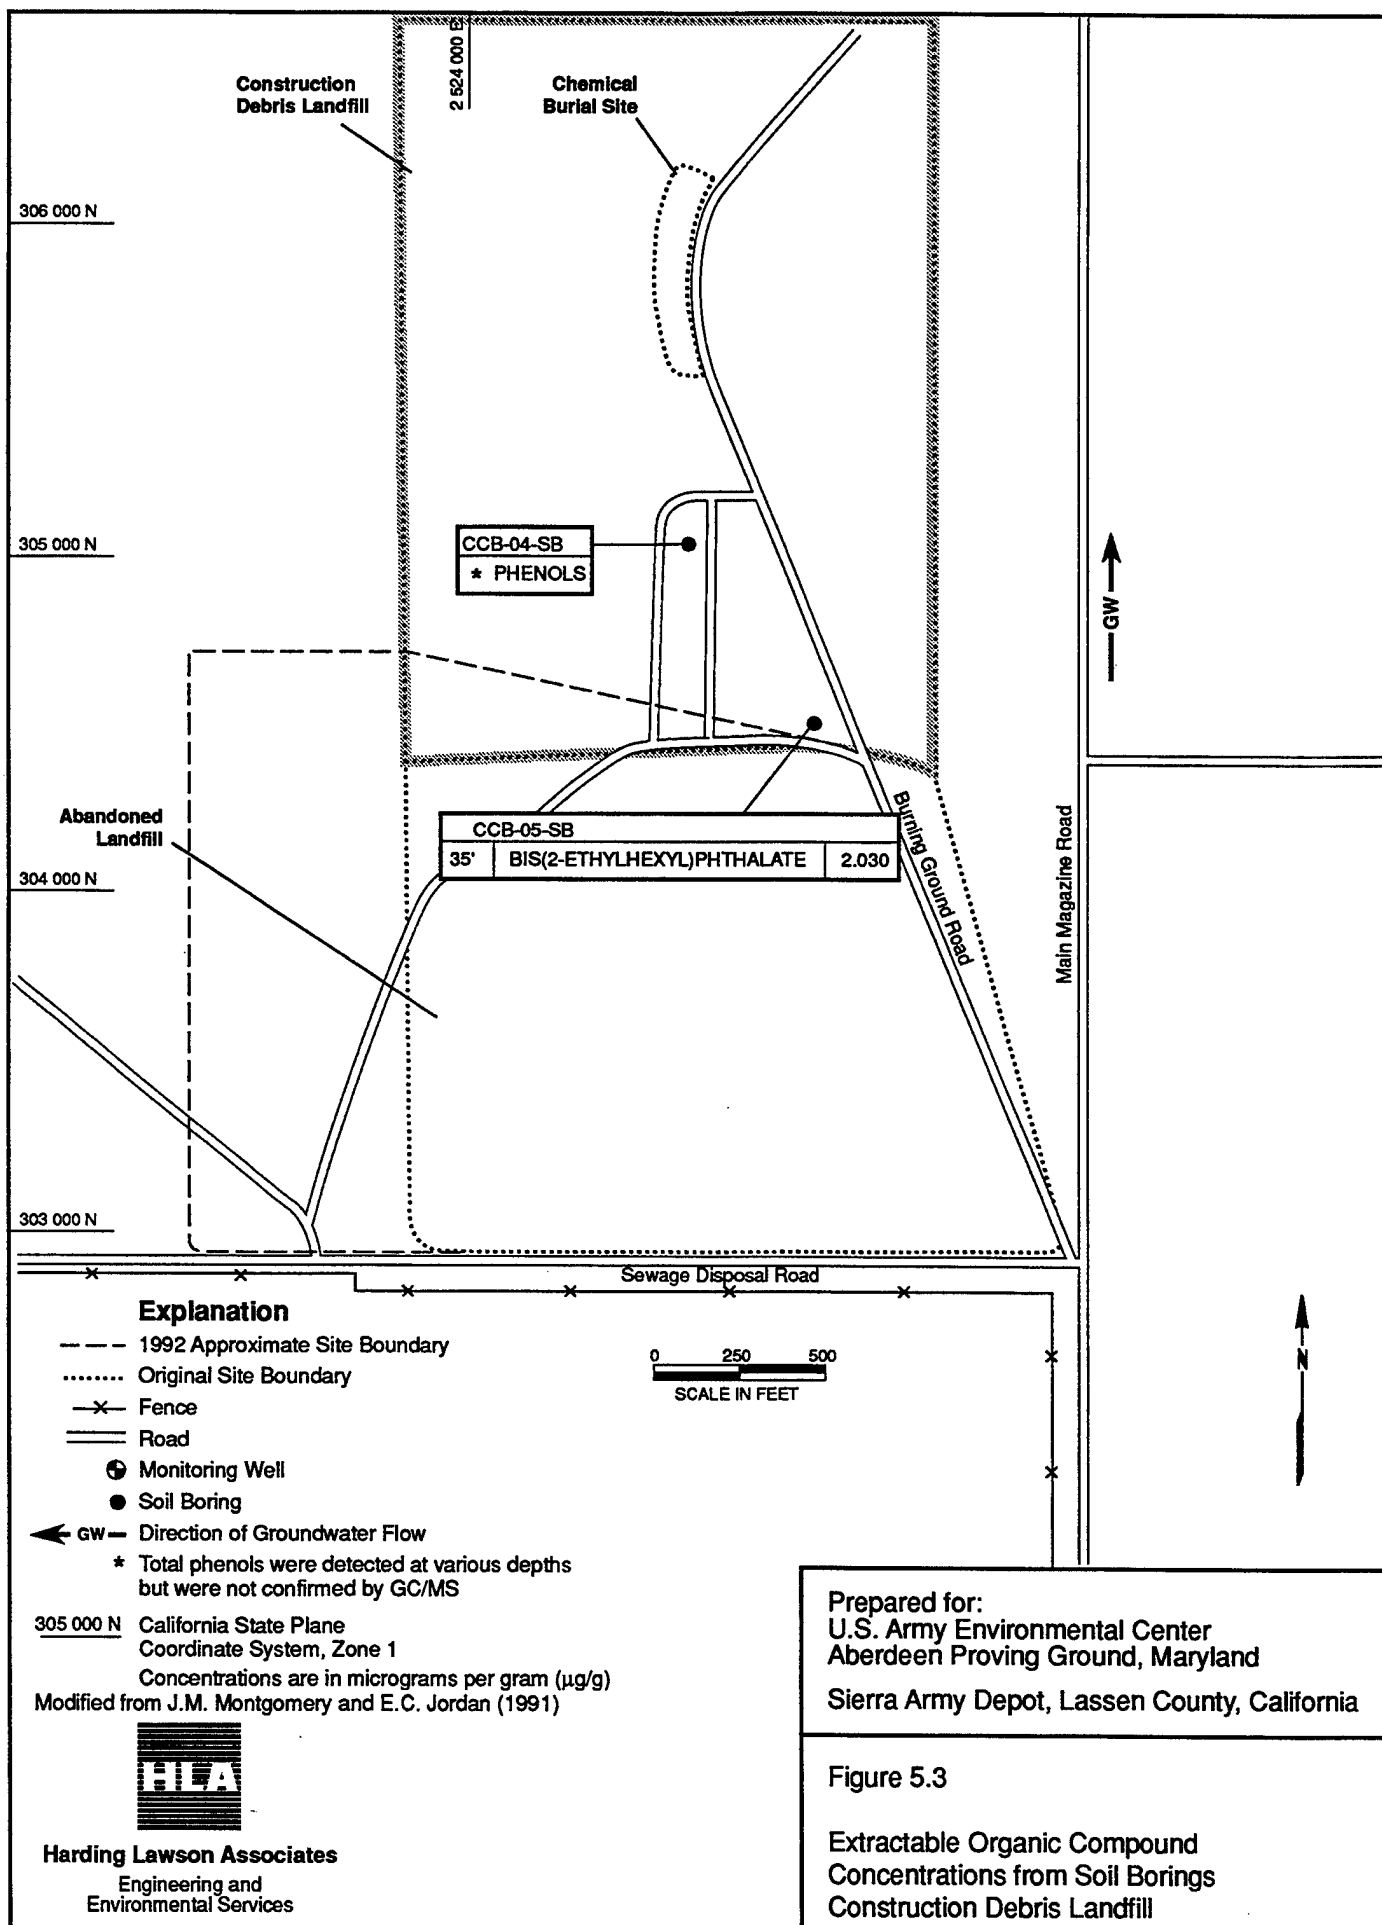 2 524 000 E
Construction
Debris Landfill
Chemical
Burial Site
306 000 N
305 000 N
CCB-04-SB
* PHENOLS
GW
Abandoned
Landfill
CCB-05-SB
35' BIS(2-ETHYLHEXYL)PHTHALATE 2.030
304 000 N
Burning Ground Road
Main Magazine Road
303 000 N
Sewage Disposal Road
Explanation
1992 Approximate Site Boundary
Original Site Boundary
Fence
Road
Monitoring Well
Soil Boring
GW Direction of Groundwater Flow
* Total phenols were detected at various depths
but were not confirmed by GC/MS
305 000 N California State Plane
Coordinate System, Zone 1
Concentrations are in micrograms per gram (µg/g)
Modified from J.M. Montgomery and E.C. Jordan (1991)
0 250 500
SCALE IN FEET
N
HLA
Harding Lawson Associates
Engineering and
Environmental Services
Prepared for:
U.S. Army Environmental Center
Aberdeen Proving Ground, Maryland
Sierra Army Depot, Lassen County, California
Figure 5.3
Extractable Organic Compound
Concentrations from Soil Borings
Construction Debris Landfill